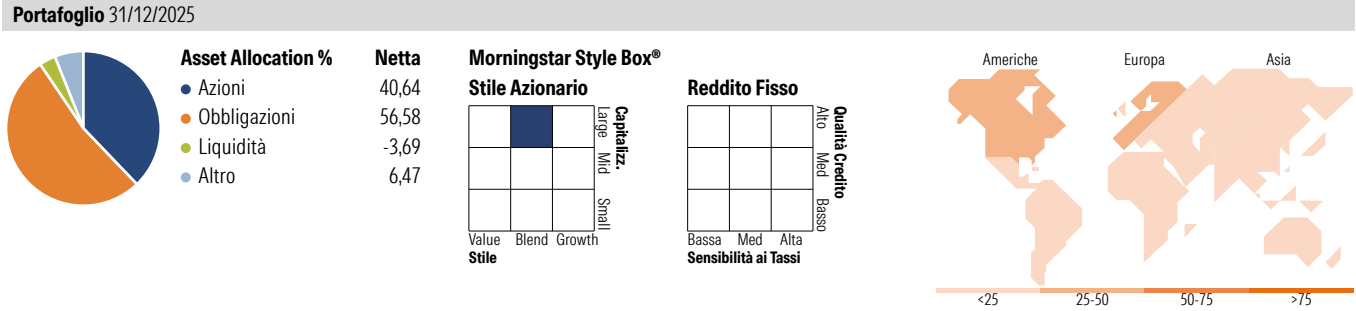 Portafoglio 31/12/2025
Asset Allocation % Netta
Azioni 40,64
Obbligazioni 56,58
Liquidità -3,69
Altro 6,47
Morningstar Style Box®
Stile Azionario
Large Mid Small
Capitalizz.
Value Blend Growth
Stile
Reddito Fisso
Alto Med Basso
Qualità Credito
Bassa Med Alta
Sensibilità ai Tassi
Americhe Europa Asia
<25 25-50 50-75 >75